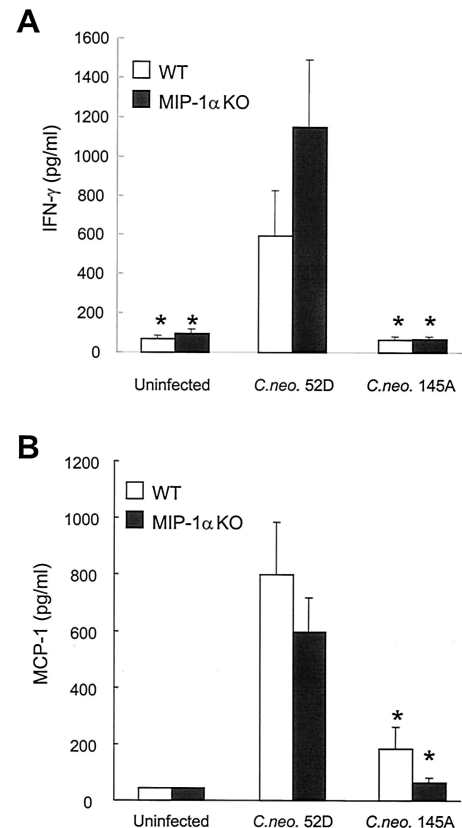 A
1600
1400
1200
1000
800
600
400
200
0
IFN-γ (pg/ml)
WT
MIP-1α KO
* *
* *
Uninfected C.neo. 52D C.neo. 145A
B
1200
1000
800
600
400
200
0
MCP-1 (pg/ml)
WT
MIP-1α KO
*
*
Uninfected C.neo. 52D C.neo. 145A